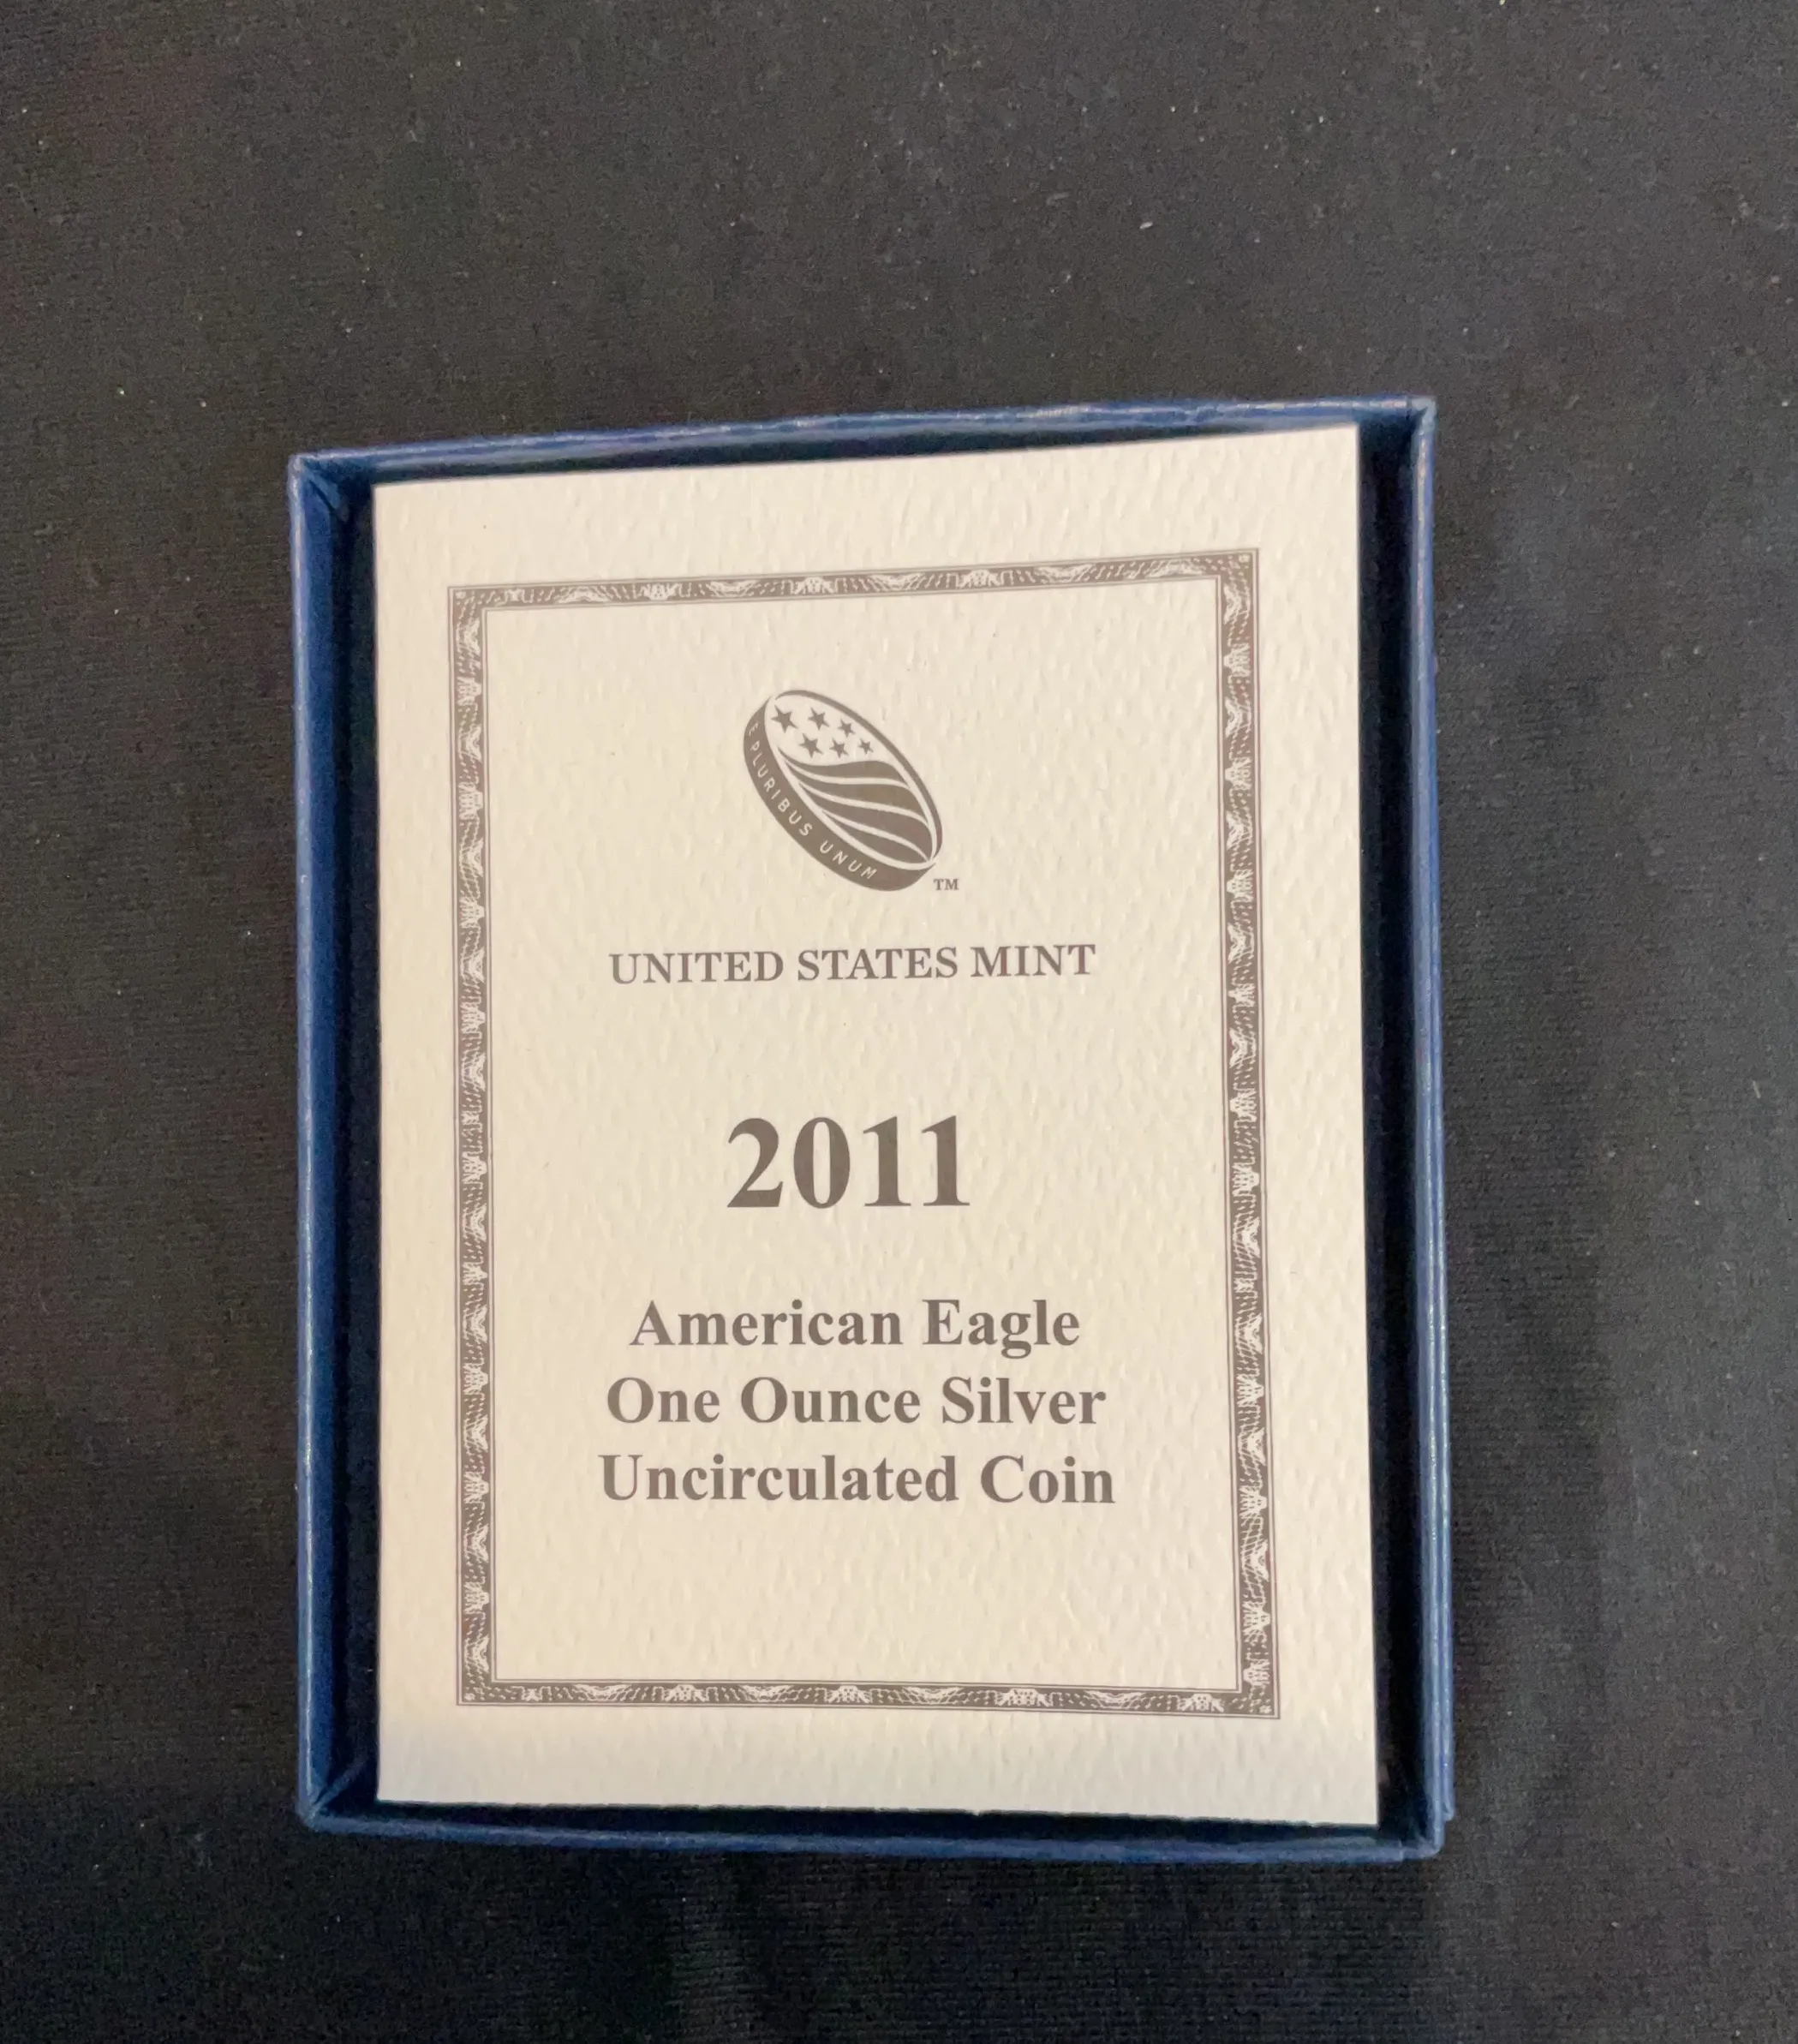 E PLURIBUS UNUM
TM
UNITED STATES MINT
2011
American Eagle
One Ounce Silver
Uncirculated Coin